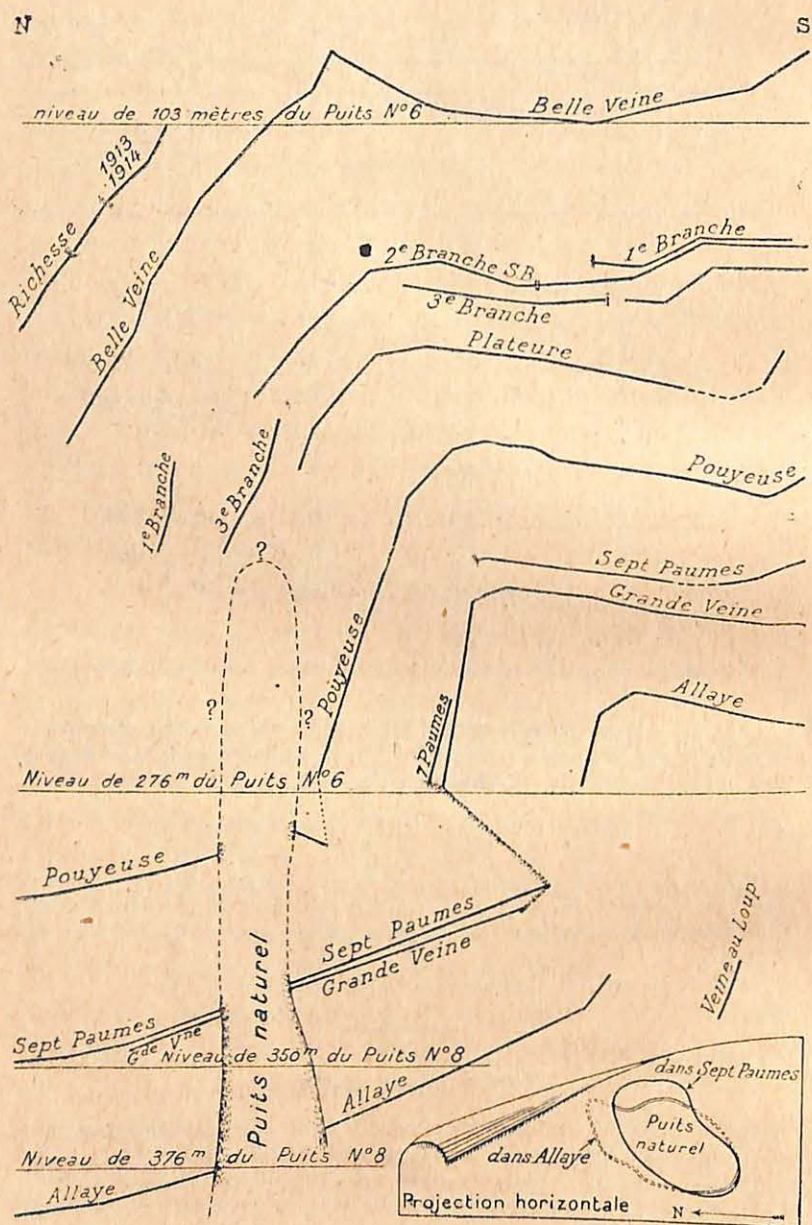 N
S
niveau de 103 mètres du Puits N°6
Belle Veine
1913
1914
Richesse
Belle Veine
2e Branche SB
1e Branche
3e Branche
Plateure
1e Branche
3e Branche
Pouyeuse
?
Sept Paumes
Grande Veine
Pouyeuse
?
?
7 Paumes
Allaye
Niveau de 276m du Puits N°6
Pouyeuse
Puits naturel
Sept Paumes
Grande Veine
Veine au Loup
Sept Paumes
Gde Vne
Niveau de 350m du Puits N°8
Allaye
dans Sept Paumes
Puits
naturel
dans Allaye
Niveau de 376m du Puits N°8
Allaye
Projection horizontale
N